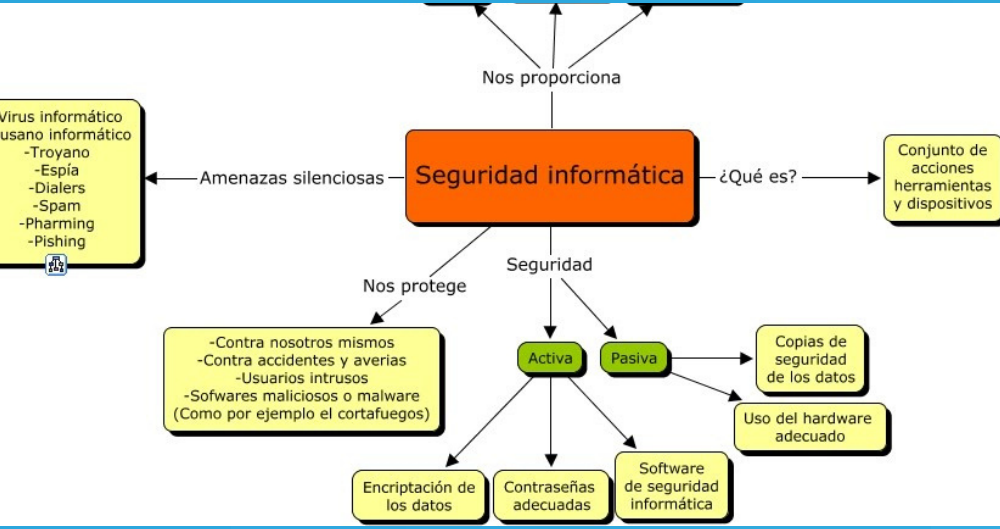 Nos proporciona
Virus informático
usano informático
-Troyano
-Espía
-Dialers
-Spam
-Pharming
-Pishing
Amenazas silenciosas
Seguridad informática
¿Qué es?
Conjunto de
acciones
herramientas
y dispositivos
Nos protege
-Contra nosotros mismos
-Contra accidentes y averias
-Usuarios intrusos
-Sofwares maliciosos o malware
(Como por ejemplo el cortafuegos)
Seguridad
Activa
Pasiva
Copias de
seguridad
de los datos
Uso del hardware
adecuado
Encriptación de
los datos
Contraseñas
adecuadas
Software
de seguridad
informática